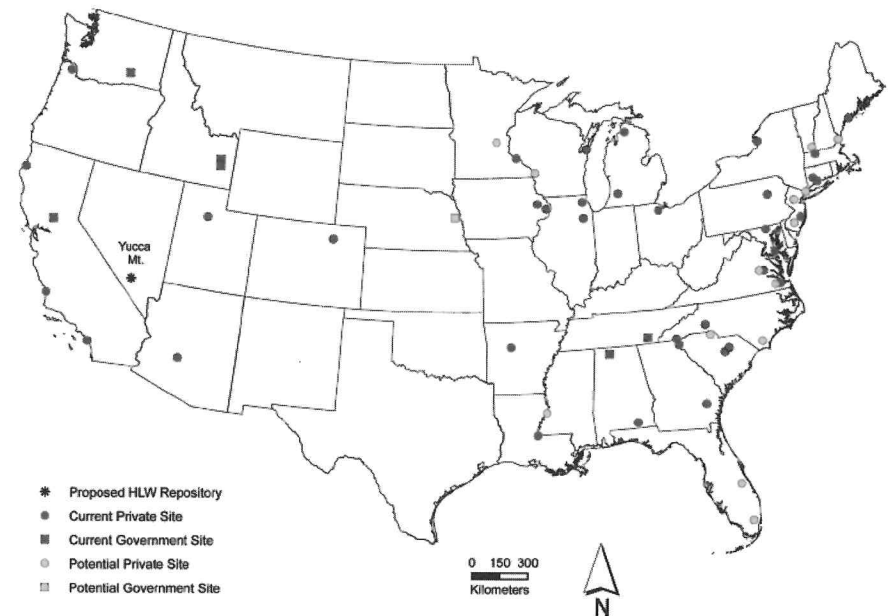 Yucca
Mt.
Proposed HLW Repository
Current Private Site
Current Government Site
Potential Private Site
Potential Government Site
0 150 300
Kilometers
N